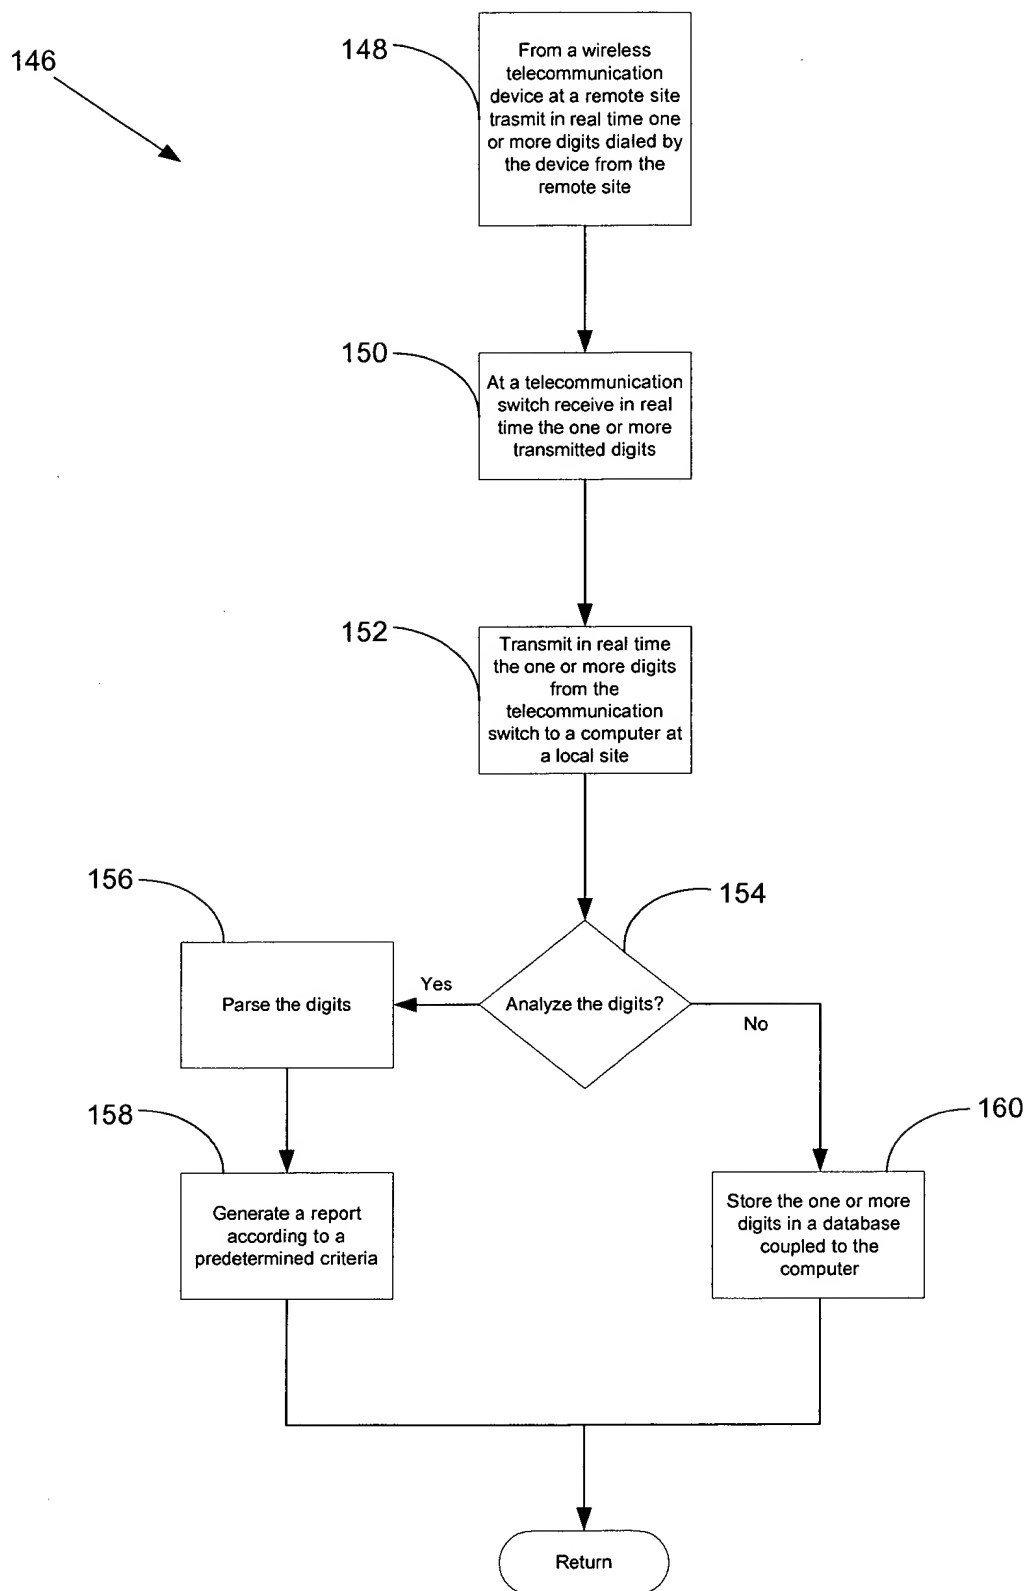 146
148
From a wireless
telecommunication
device at a remote site
trasmit in real time one
or more digits dialed by
the device from the
remote site
150
At a telecommunication
switch receive in real
time the one or more
transmitted digits
152
Transmit in real time
the one or more digits
from the
telecommunication
switch to a computer at
a local site
156
154
Parse the digits
Yes
Analyze the digits?
No
158
160
Generate a report
according to a
predetermined criteria
Store the one or more
digits in a database
coupled to the
computer
Return